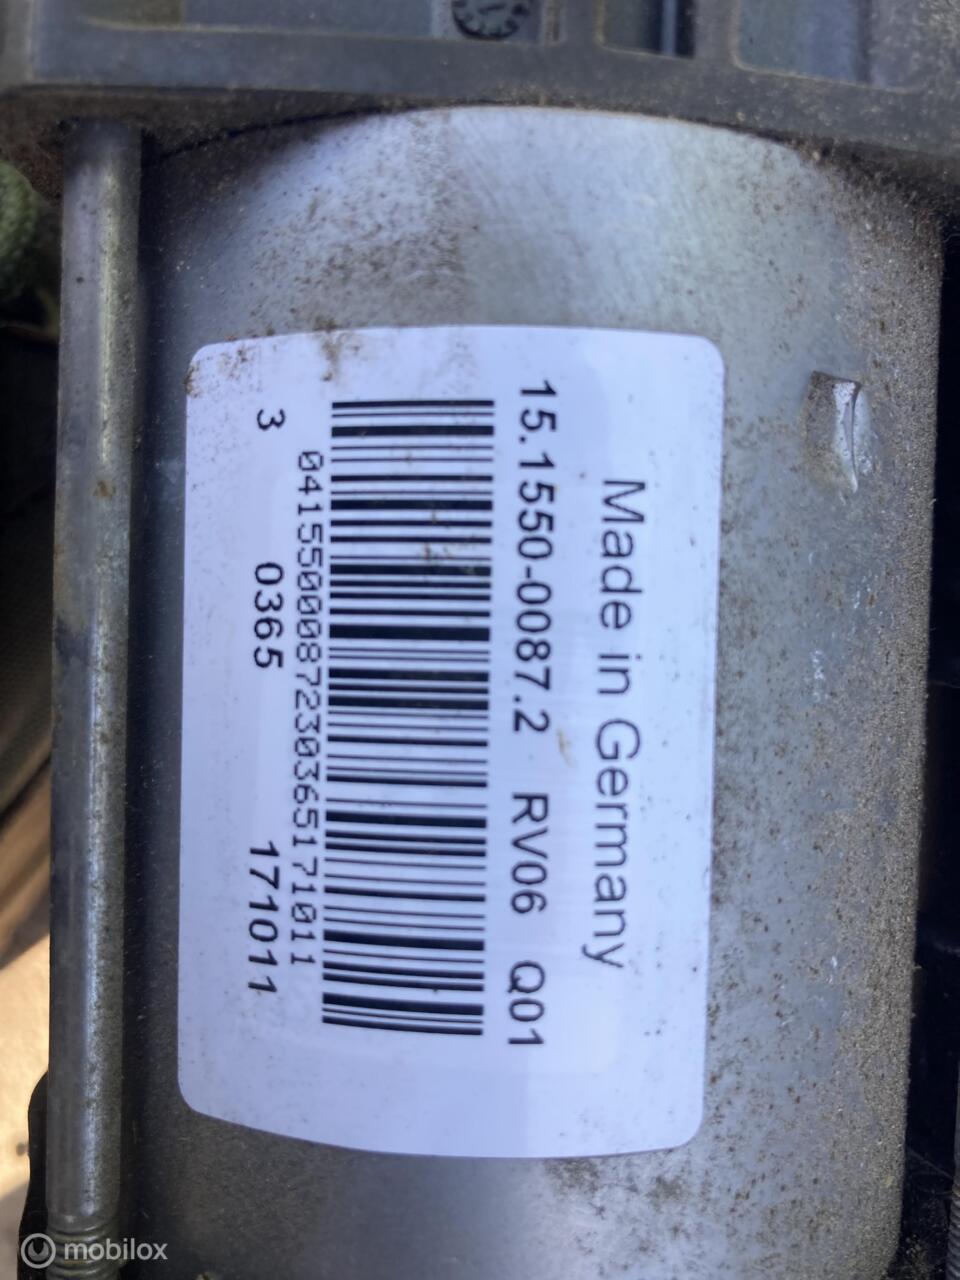 Made in Germany
15.1550-0087.2 RV06 Q01
0415500087230365171011
3 0365 171011
mobilox